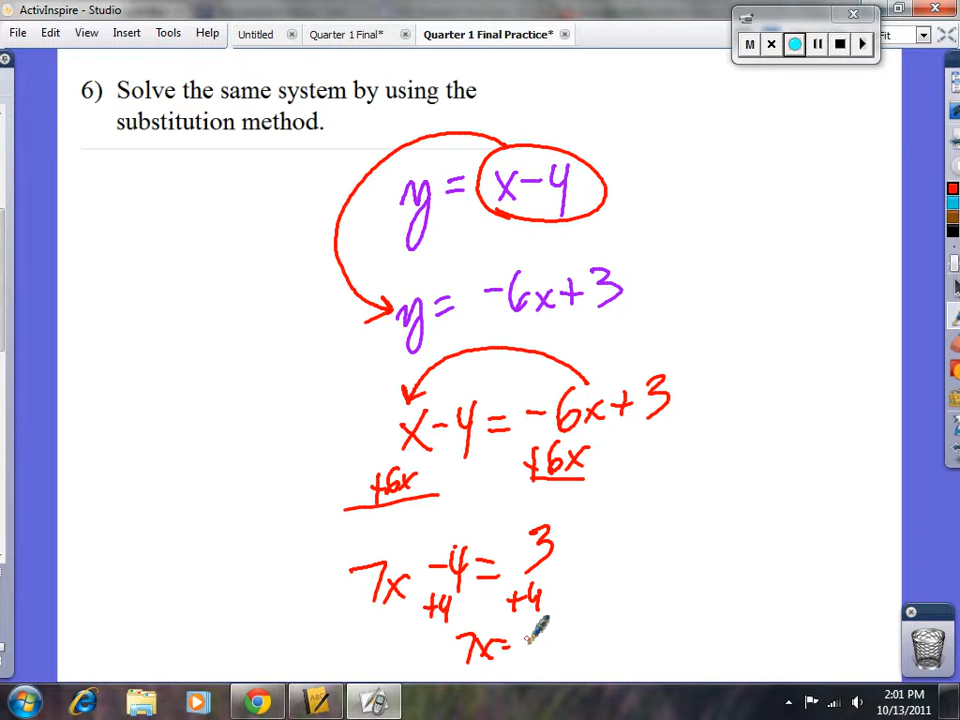 ActivInspire - Studio
File Edit View Insert Tools Help Untitled Quarter 1 Final* Quarter 1 Final Practice* Fit
M
6) Solve the same system by using the
substitution method.
y = x-4
y = -6x+3
x-4 = -6x+3
+6x +6x
7x -4 = 3
+4 +4
7x=
ABC
2:01 PM
10/13/2011